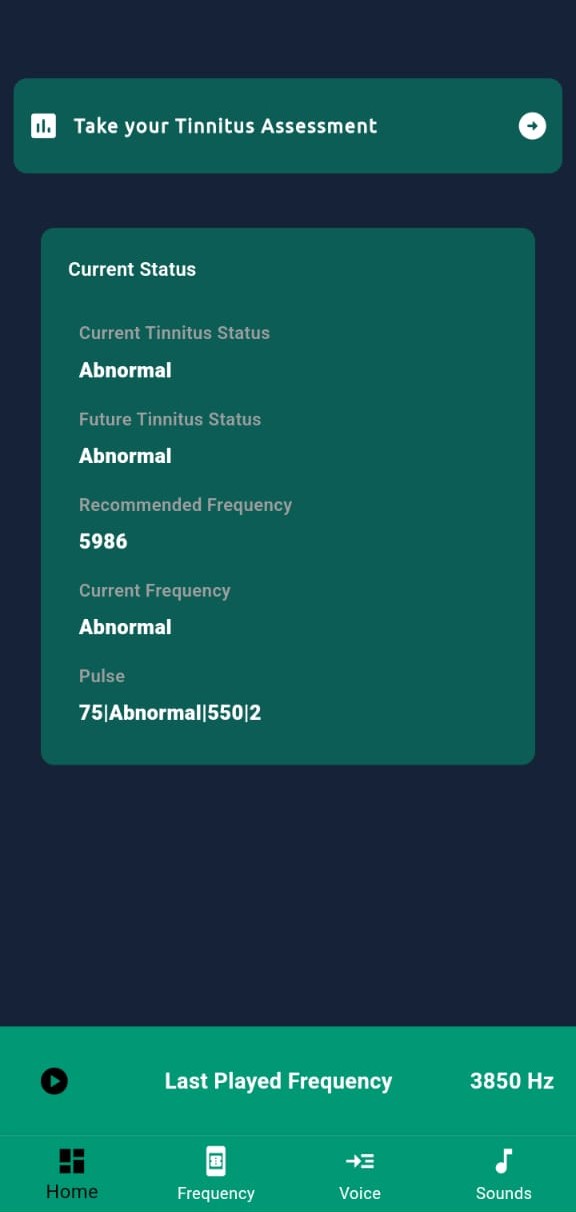 Take your Tinnitus Assessment
Current Status
Current Tinnitus Status
Abnormal
Future Tinnitus Status
Abnormal
Recommended Frequency
5986
Current Frequency
Abnormal
Pulse
75|Abnormal|550|2
Last Played Frequency 3850 Hz
Home Frequency Voice Sounds